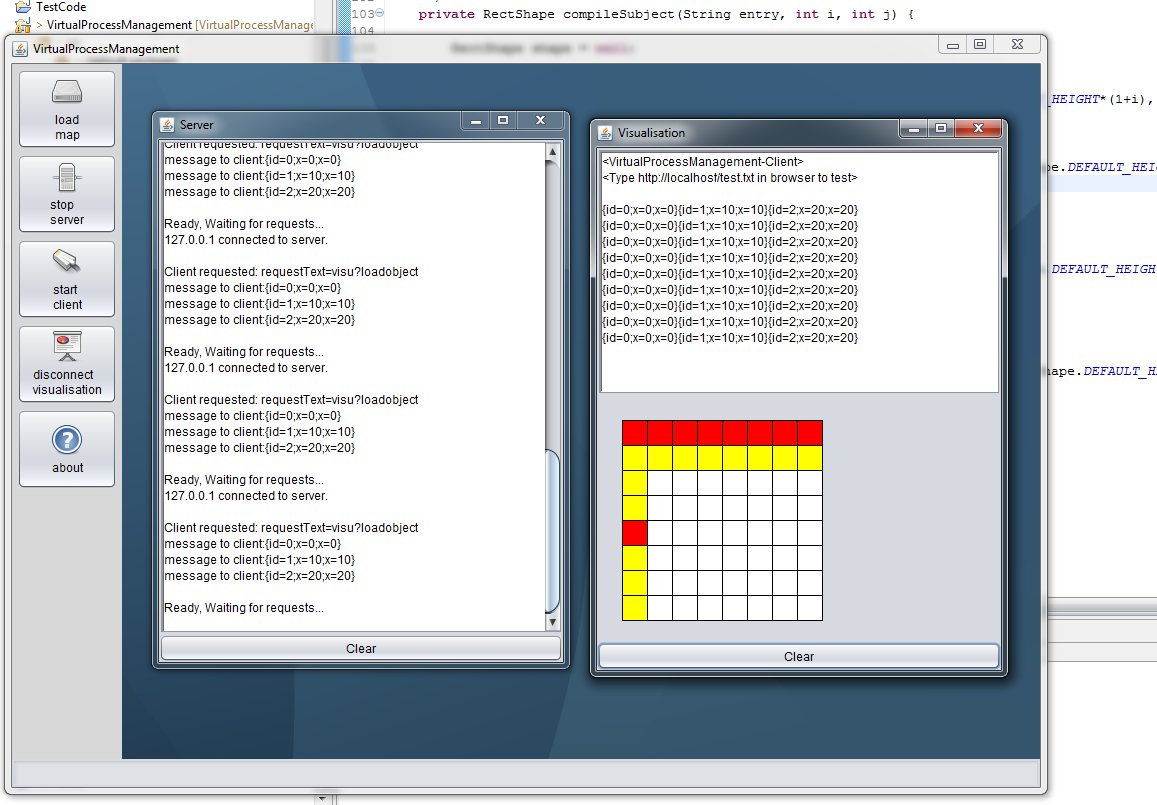 TestCode
> VirtualProcessManagement [VirtualProcessManage
103 private RectShape compileSubject(String entry, int i, int j) {
104
VirtualProcessManagement
_HEIGHT*(1+i),
pe.DEFAULT_HEI
DEFAULT_HEIGH
hape.DEFAULT_H
load
map
stop
server
start
client
disconnect
visualisation
about
Server
Client requested: requestText=visu?loadobject
message to client:{id=0;x=0;x=0}
message to client:{id=1;x=10;x=10}
message to client:{id=2;x=20;x=20}
Ready, Waiting for requests...
127.0.0.1 connected to server.
Client requested: requestText=visu?loadobject
message to client:{id=0;x=0;x=0}
message to client:{id=1;x=10;x=10}
message to client:{id=2;x=20;x=20}
Ready, Waiting for requests...
127.0.0.1 connected to server.
Client requested: requestText=visu?loadobject
message to client:{id=0;x=0;x=0}
message to client:{id=1;x=10;x=10}
message to client:{id=2;x=20;x=20}
Ready, Waiting for requests...
127.0.0.1 connected to server.
Client requested: requestText=visu?loadobject
message to client:{id=0;x=0;x=0}
message to client:{id=1;x=10;x=10}
message to client:{id=2;x=20;x=20}
Ready, Waiting for requests...
Clear
Visualisation
<VirtualProcessManagement-Client>
<Type http://localhost/test.txt in browser to test>
{id=0;x=0;x=0}{id=1;x=10;x=10}{id=2;x=20;x=20}
{id=0;x=0;x=0}{id=1;x=10;x=10}{id=2;x=20;x=20}
{id=0;x=0;x=0}{id=1;x=10;x=10}{id=2;x=20;x=20}
{id=0;x=0;x=0}{id=1;x=10;x=10}{id=2;x=20;x=20}
{id=0;x=0;x=0}{id=1;x=10;x=10}{id=2;x=20;x=20}
{id=0;x=0;x=0}{id=1;x=10;x=10}{id=2;x=20;x=20}
{id=0;x=0;x=0}{id=1;x=10;x=10}{id=2;x=20;x=20}
{id=0;x=0;x=0}{id=1;x=10;x=10}{id=2;x=20;x=20}
{id=0;x=0;x=0}{id=1;x=10;x=10}{id=2;x=20;x=20}
Clear